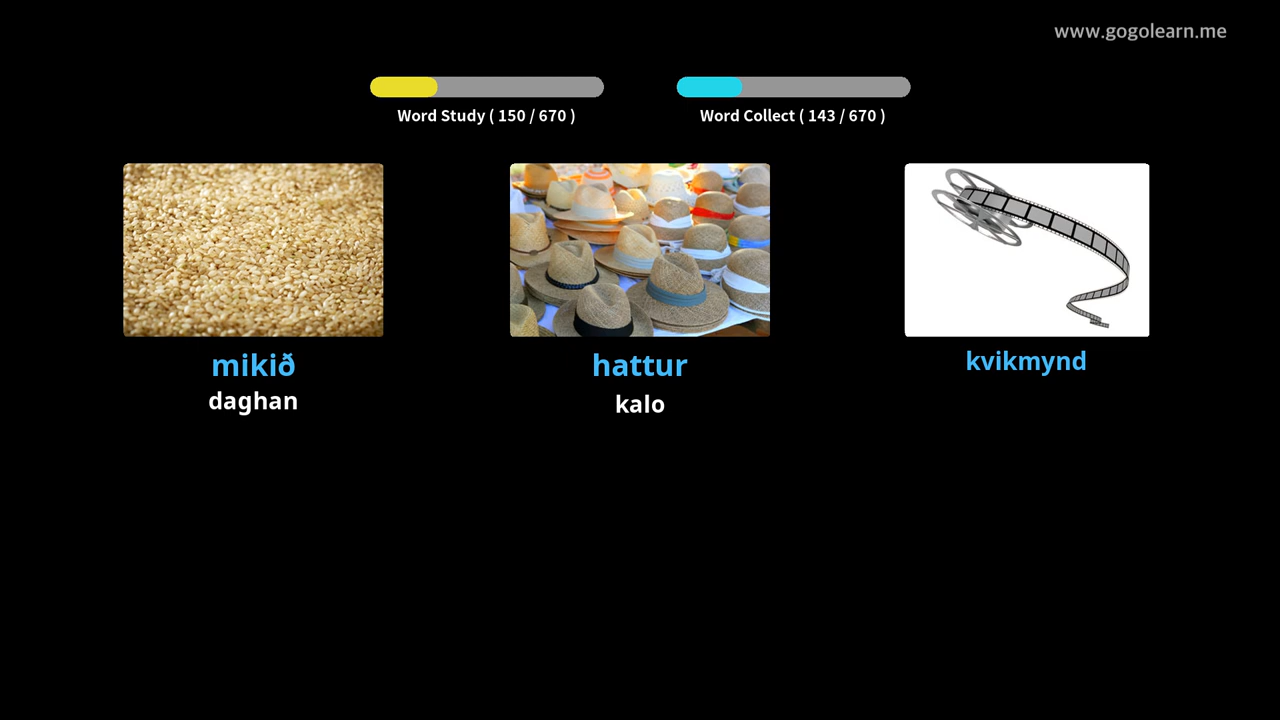 www.gogolearn.me
Word Study ( 150 / 670 )
Word Collect ( 143 / 670 )
mikið
daghan
hattur
kalo
kvikmynd